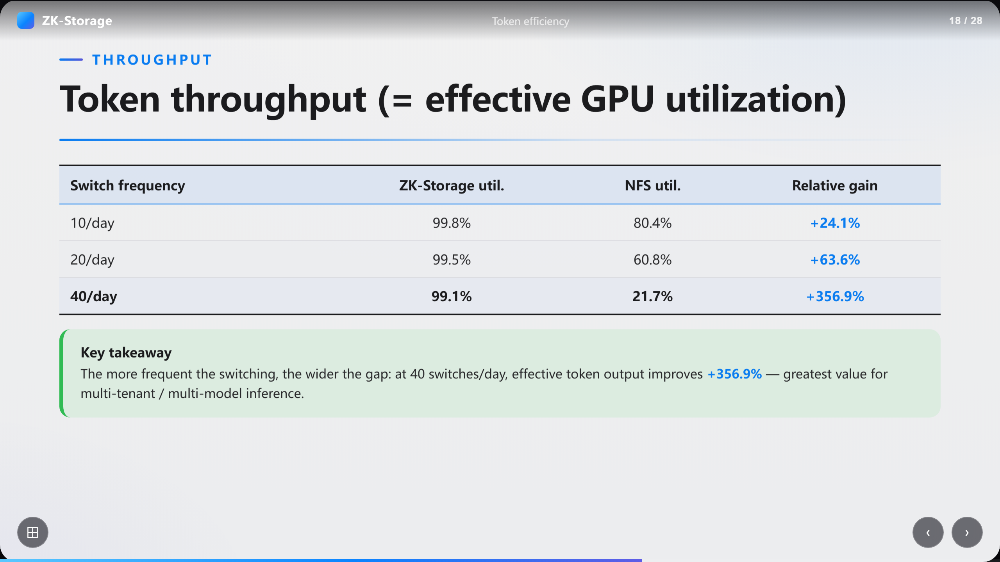 ZK-Storage
Token efficiency
18 / 28
THROUGHPUT
Token throughput (= effective GPU utilization)
Switch frequency ZK-Storage util. NFS util. Relative gain
10/day 99.8% 80.4% +24.1%
20/day 99.5% 60.8% +63.6%
40/day 99.1% 21.7% +356.9%
Key takeaway
The more frequent the switching, the wider the gap: at 40 switches/day, effective token output improves +356.9% — greatest value for
multi-tenant / multi-model inference.